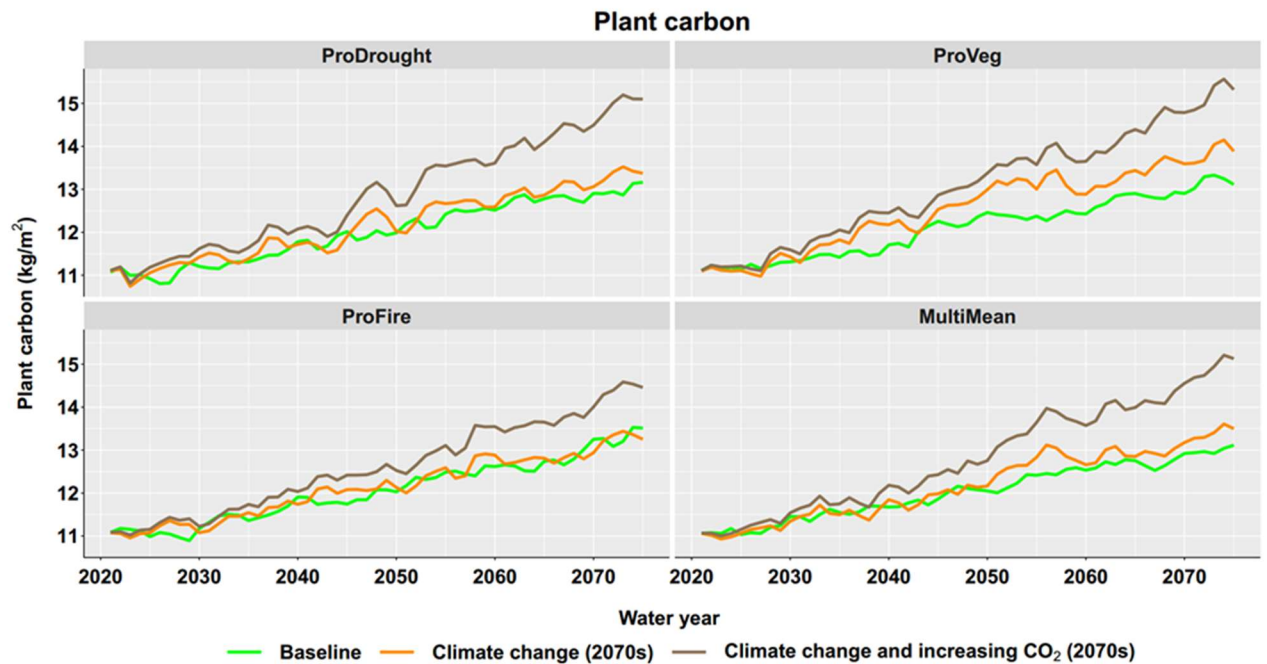 Plant carbon
ProDrought
ProVeg
15
14
13
12
11
ProFire
MultiMean
15
14
13
12
11
Plant carbon (kg/m²)
2020 2030 2040 2050 2060 2070
2020 2030 2040 2050 2060 2070
Water year
Baseline Climate change (2070s) Climate change and increasing CO₂ (2070s)